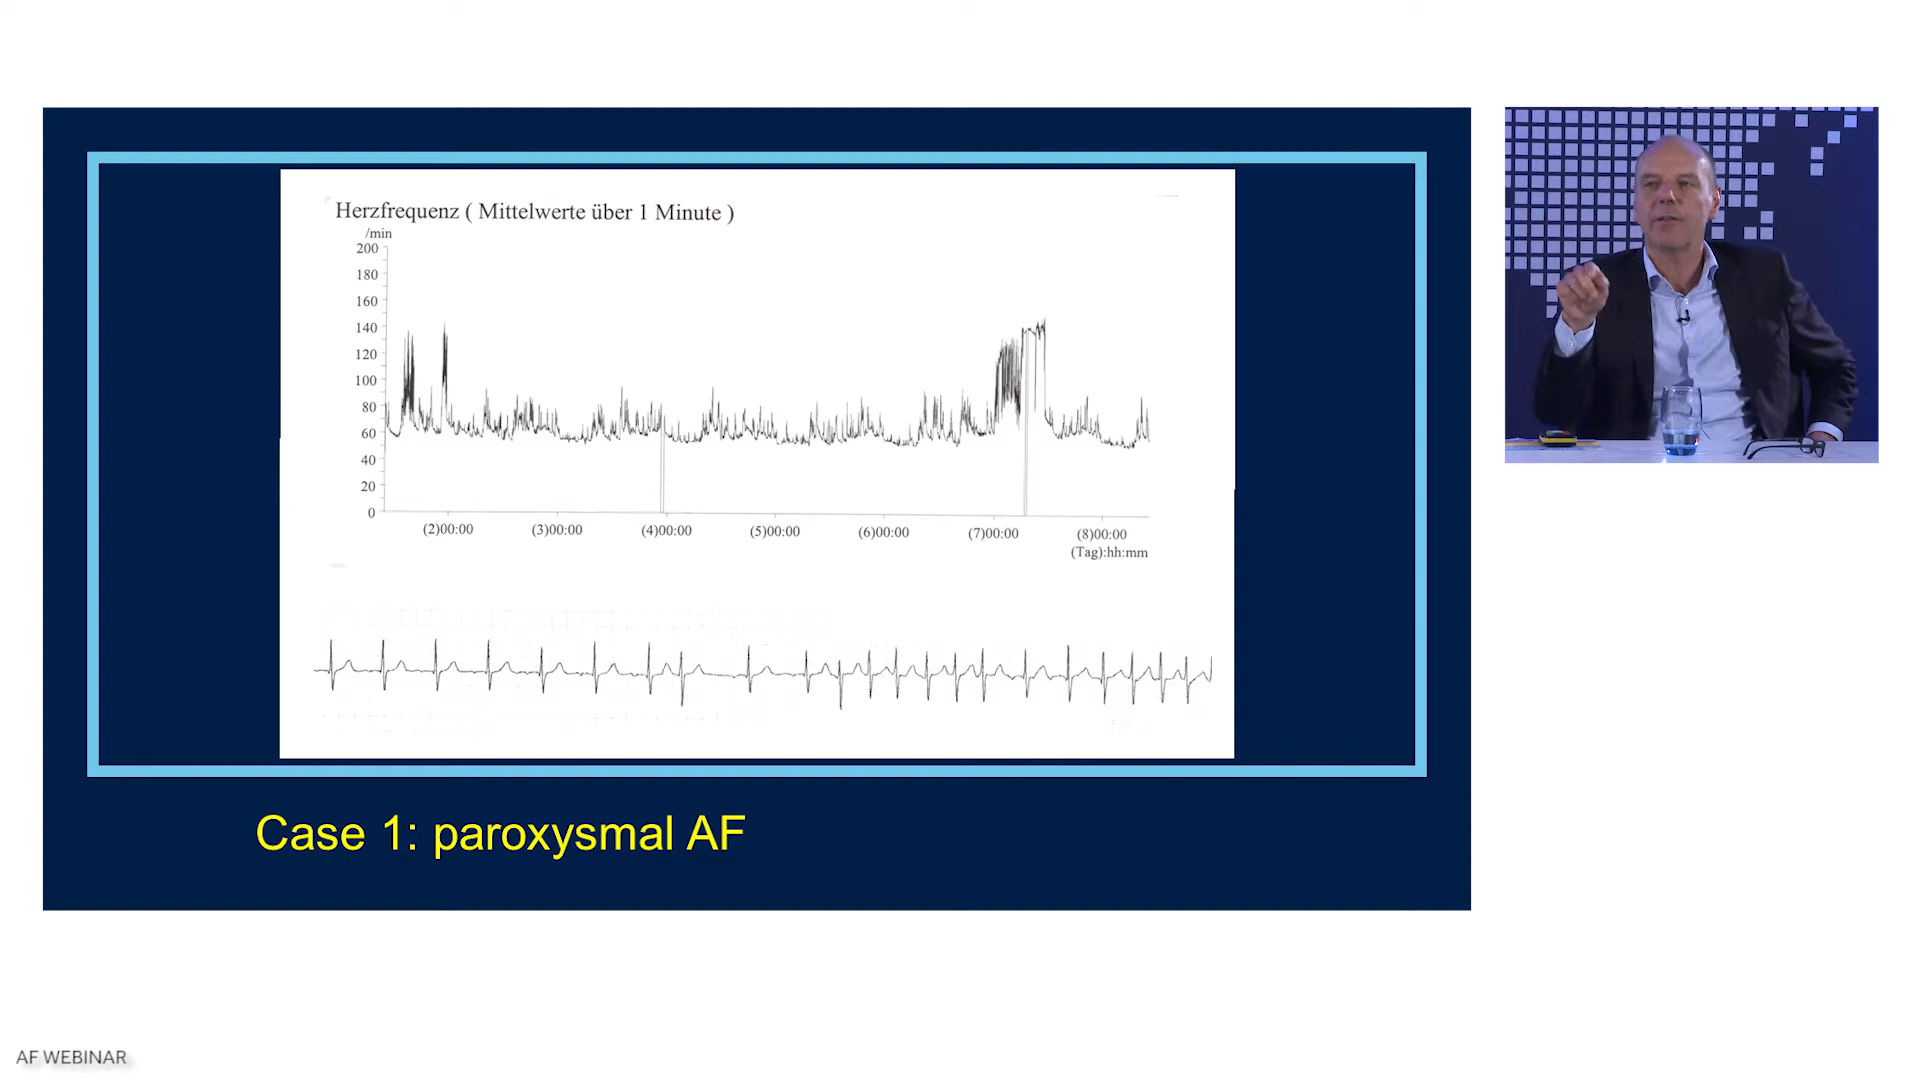 Herzfrequenz ( Mittelwerte über 1 Minute )
/min
200
180
160
140
120
100
80
60
40
20
0
(2)00:00 (3)00:00 (4)00:00 (5)00:00 (6)00:00 (7)00:00 (8)00:00
(Tag):hh:mm
Case 1: paroxysmal AF
AF WEBINAR